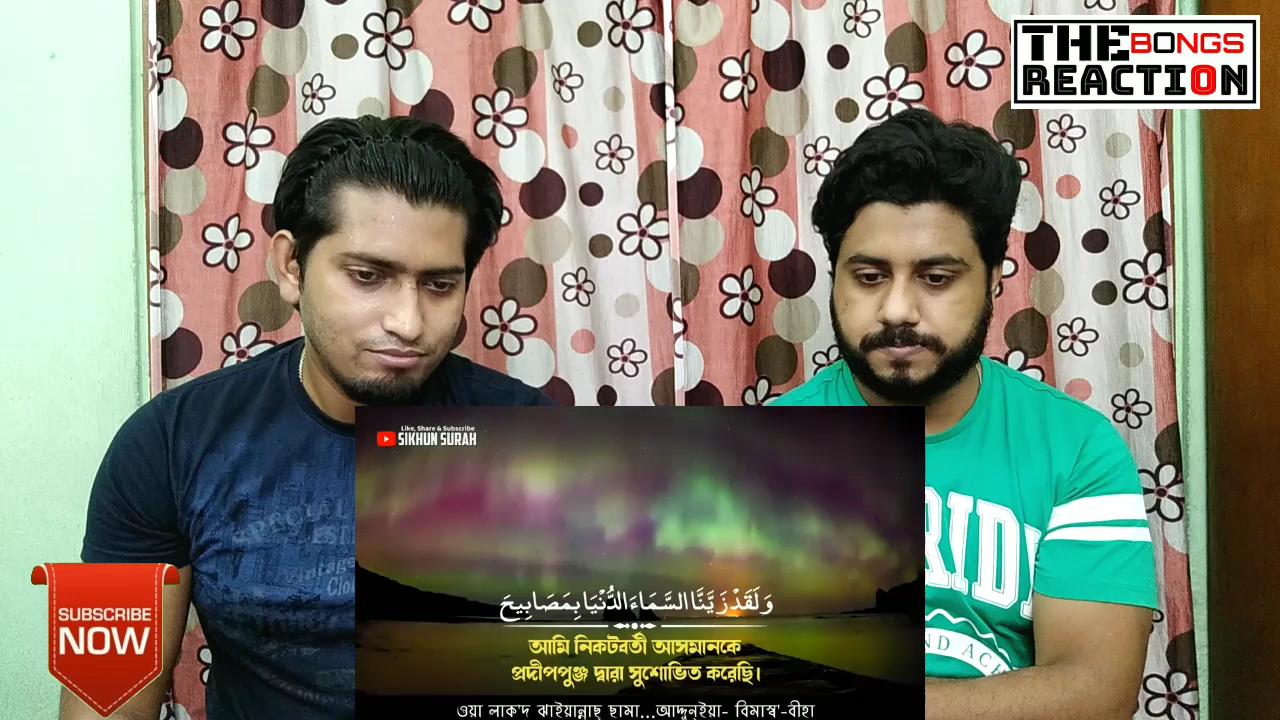 THE BONGS
REACTION
Like, Share & Subscribe
SIKHUN SURAH
وَلَقَدْ زَيَّنَّا السَّمَاءَ الدُّنْيَا بِمَصَابِيحَ
আমি নিকটবর্তী আসমানকে
প্রদীপপুঞ্জ দ্বারা সুশোভিত করেছি।
ওয়া লাক'দ ঝাইয়ান্নাছ্ ছামা...আদ্দুন্ইয়া- বিমাস্ব'-বীহা
SUBSCRIBE
NOW